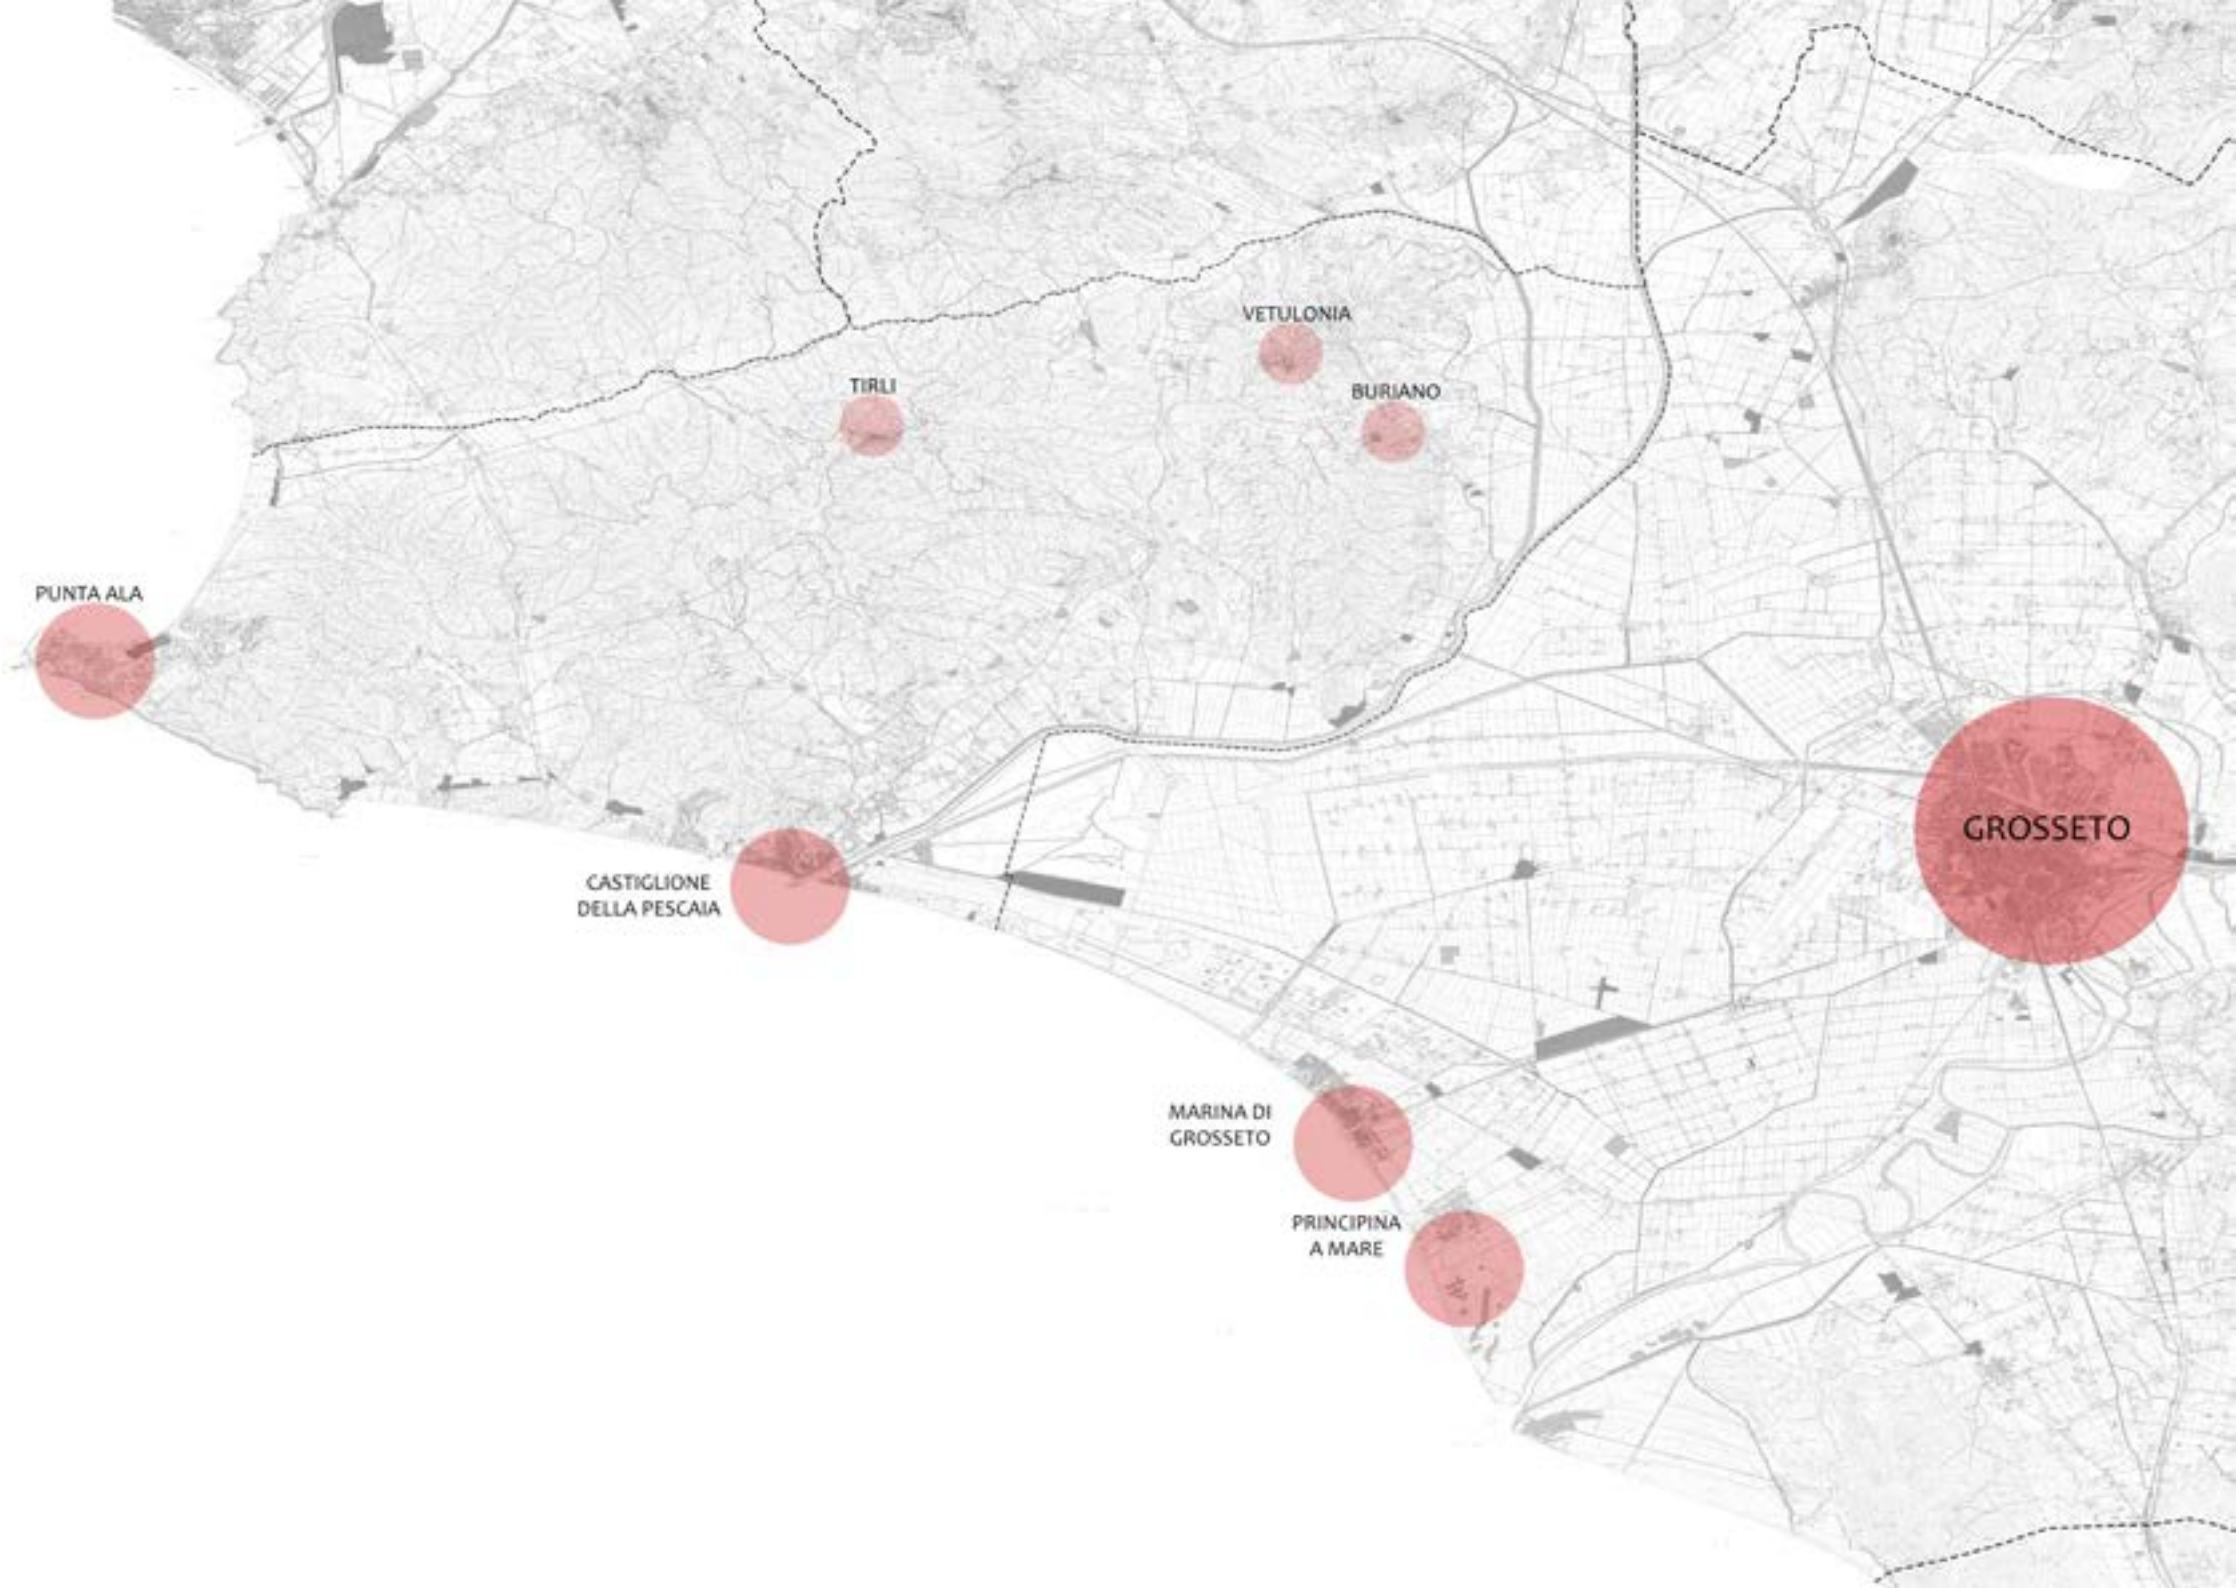 VETULONIA
TIRLI
BURIANO
PUNTA ALA
GROSSETO
CASTIGLIONE
DELLA PESCAIA
MARINA DI
GROSSETO
PRINCIPINA
A MARE